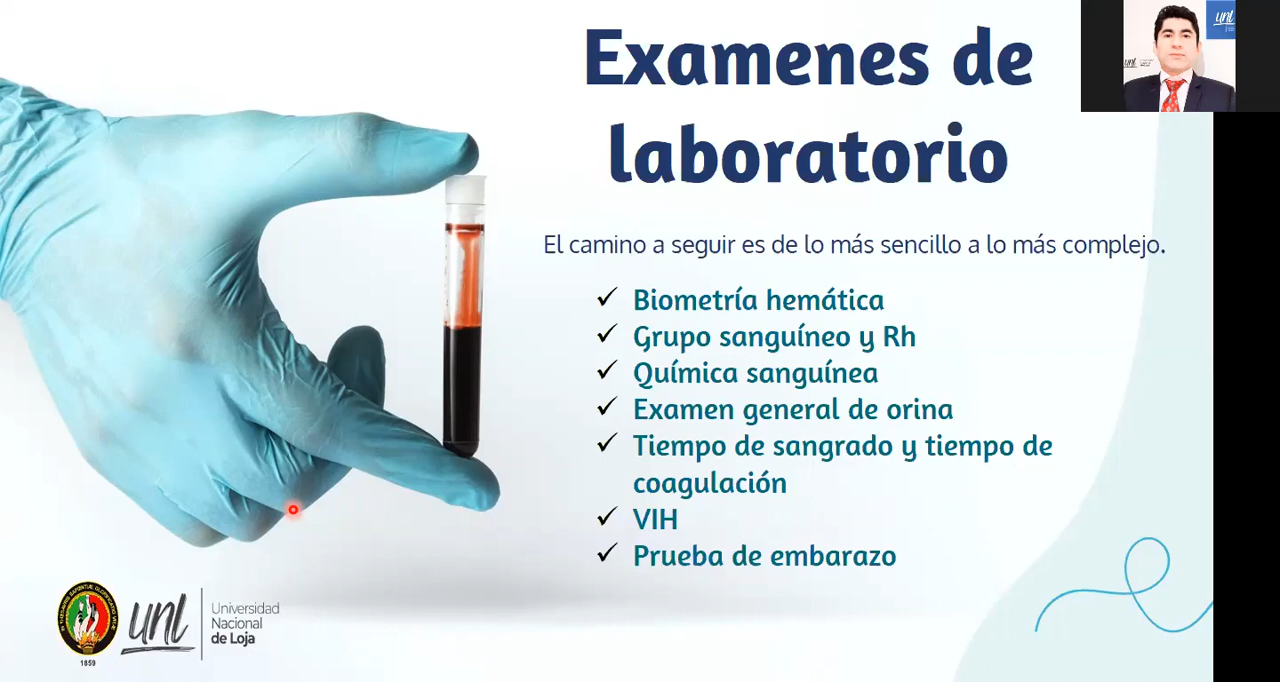 Examenes de
laboratorio
El camino a seguir es de lo más sencillo a lo más complejo.
✓ Biometría hemática
✓ Grupo sanguíneo y Rh
✓ Química sanguínea
✓ Examen general de orina
✓ Tiempo de sangrado y tiempo de
coagulación
✓ VIH
✓ Prueba de embarazo
1859
unl
Universidad
Nacional
de Loja
unl
unl